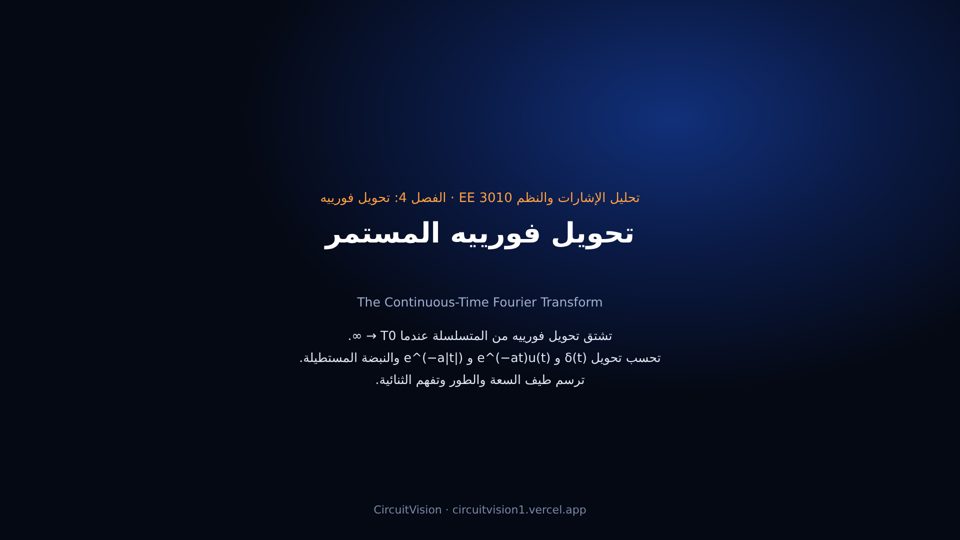 تحليل الإشارات والنظم EE 3010 · الفصل 4: تحويل فورييه
تحويل فورييه المستمر
The Continuous-Time Fourier Transform
تشتق تحويل فورييه من المتسلسلة عندما T0 → ∞.
تحسب تحويل δ(t) و e^(−at)u(t) و e^(−a|t|) والنبضة المستطيلة.
ترسم طيف السعة والطور وتفهم الثنائية.
CircuitVision · circuitvision1.vercel.app